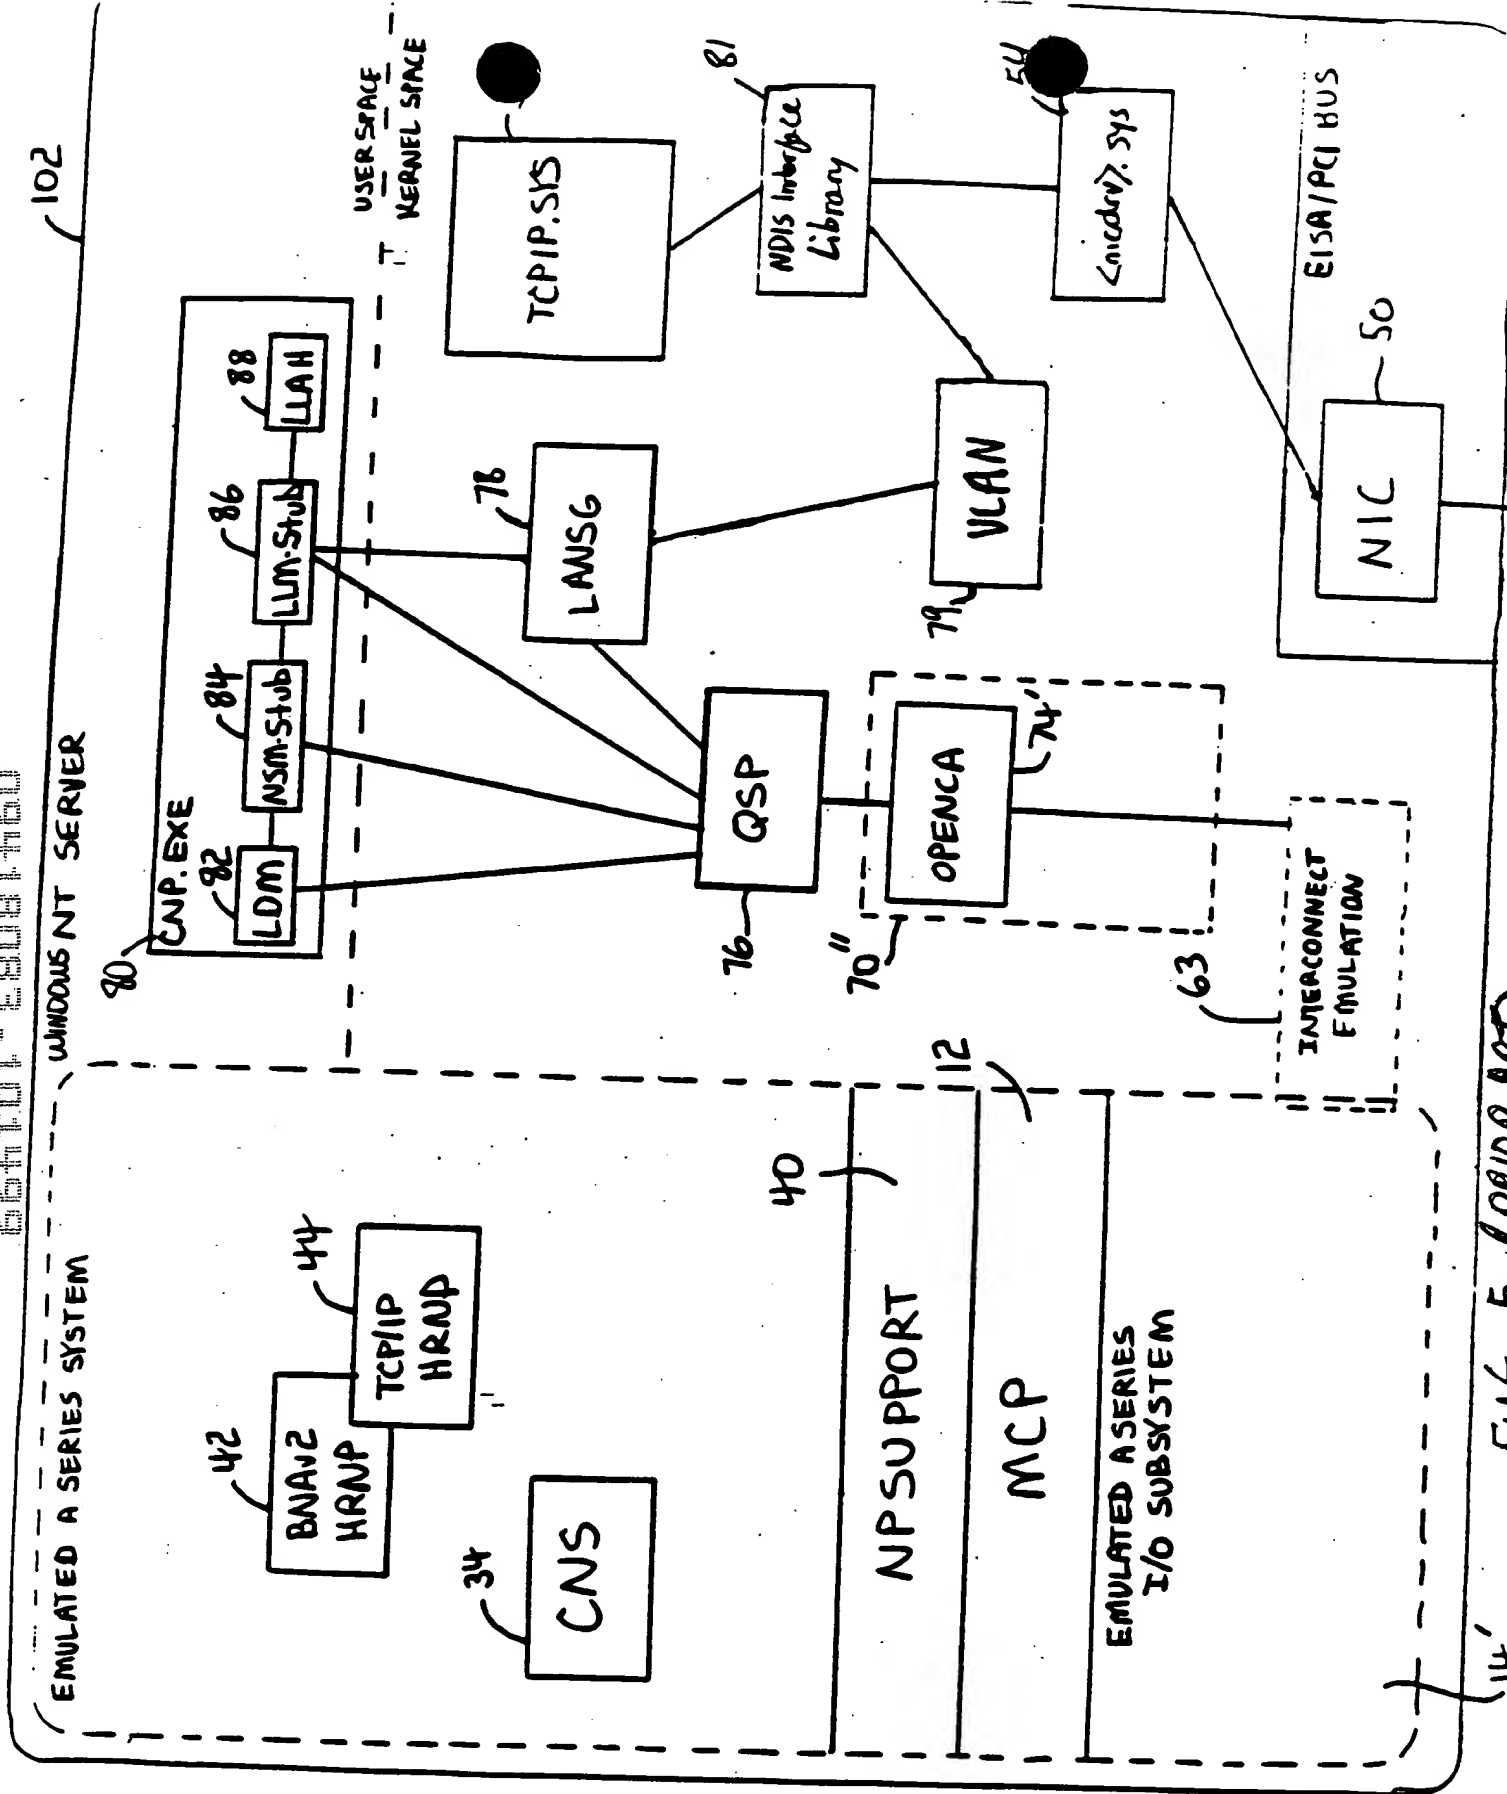 102
WINDOWS NT SERVER
EMULATED A SERIES SYSTEM
USER SPACE
KERNEL SPACE
80
CNP.EXE
82
LDM
84
NSM-Stub
86
LLM-Stub
88
LLAH
42
BNAv2
HRNP
44
TCP/IP
HRNP
34
CNS
78
LANSG
TCPIP.SYS
81
NDIS Interface
Library
76
QSP
79
VLAN
54
<nicdrv>.sys
40
NPSUPPORT
12
MCP
70"
OPENCA
74'
EMULATED A SERIES
I/O SUBSYSTEM
63
INTERCONNECT
EMULATION
EISA/PCI BUS
NIC
50
14'